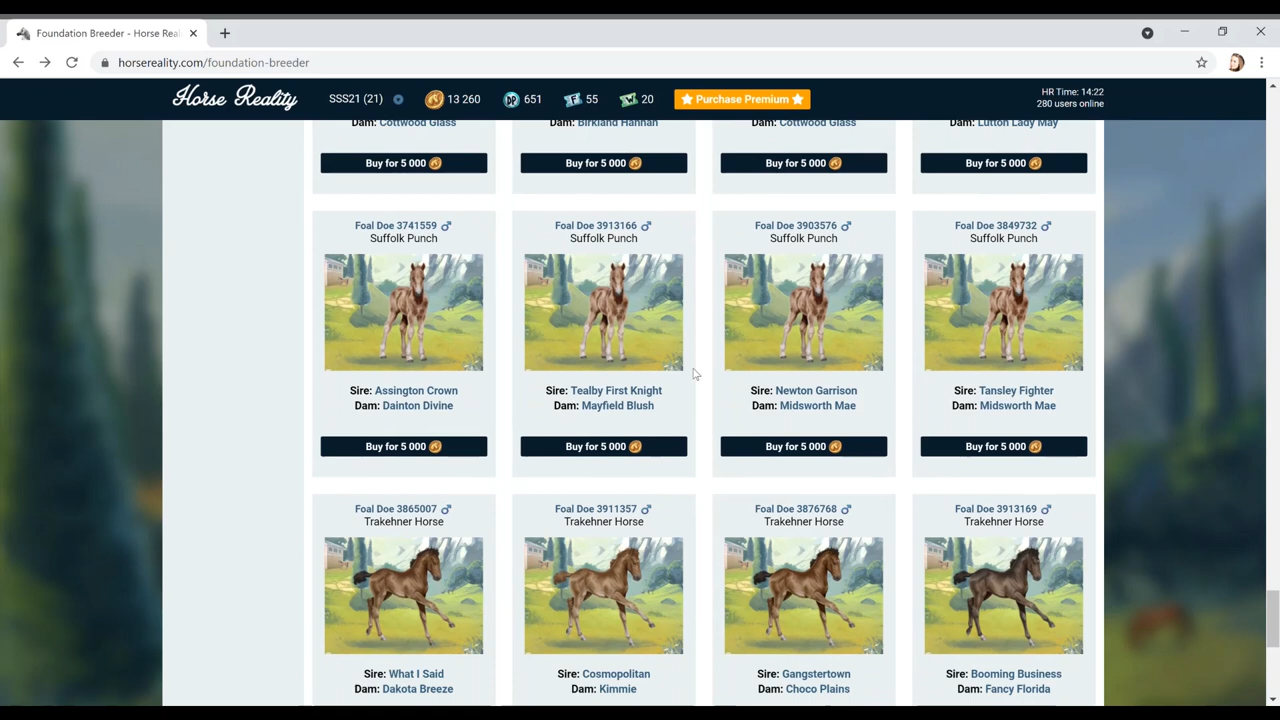 Foundation Breeder - Horse Real
horsereality.com/foundation-breeder
Horse Reality
SSS21 (21)
13 260
DP 651
55
20
Purchase Premium
HR Time: 14:22
280 users online
Dam: Cottwood Glass
Dam: Birkland Hannah
Dam: Cottwood Glass
Dam: Lutton Lady May
Buy for 5 000
Buy for 5 000
Buy for 5 000
Buy for 5 000
Foal Doe 3741559 ♂
Suffolk Punch
Sire: Assington Crown
Dam: Dainton Divine
Buy for 5 000
Foal Doe 3913166 ♂
Suffolk Punch
Sire: Tealby First Knight
Dam: Mayfield Blush
Buy for 5 000
Foal Doe 3903576 ♂
Suffolk Punch
Sire: Newton Garrison
Dam: Midsworth Mae
Buy for 5 000
Foal Doe 3849732 ♂
Suffolk Punch
Sire: Tansley Fighter
Dam: Midsworth Mae
Buy for 5 000
Foal Doe 3865007 ♂
Trakehner Horse
Sire: What I Said
Dam: Dakota Breeze
Foal Doe 3911357 ♂
Trakehner Horse
Sire: Cosmopolitan
Dam: Kimmie
Foal Doe 3876768 ♂
Trakehner Horse
Sire: Gangstertown
Dam: Choco Plains
Foal Doe 3913169 ♂
Trakehner Horse
Sire: Booming Business
Dam: Fancy Florida